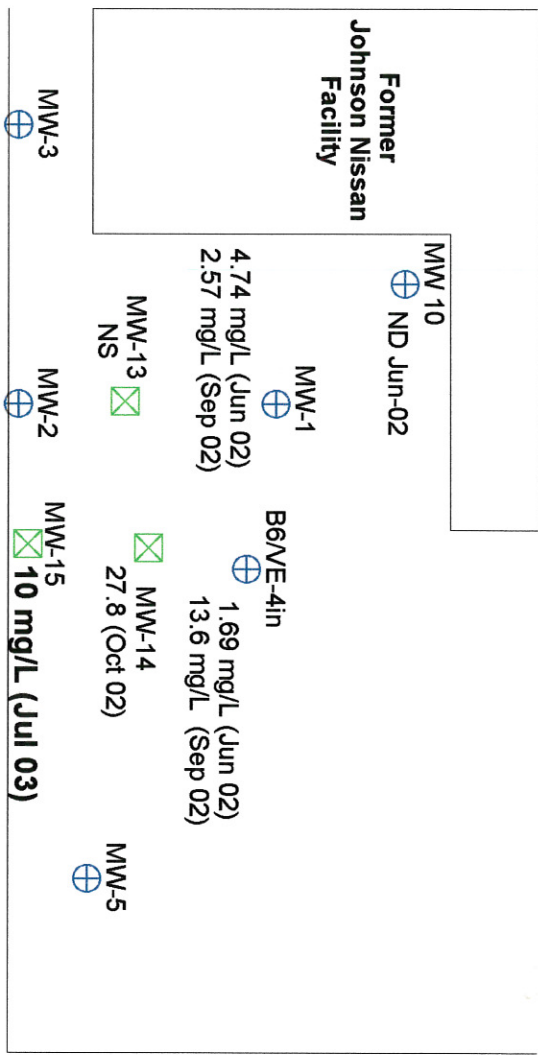 Former
Johnson Nissan
Facility
MW 10
ND Jun-02
MW-1
4.74 mg/L (Jun 02)
2.57 mg/L (Sep 02)
B6/VE-4in
1.69 mg/L (Jun 02)
13.6 mg/L (Sep 02)
MW-13
NS
MW-14
27.8 (Oct 02)
MW-5
MW-3
MW-2
MW-15
10 mg/L (Jul 03)